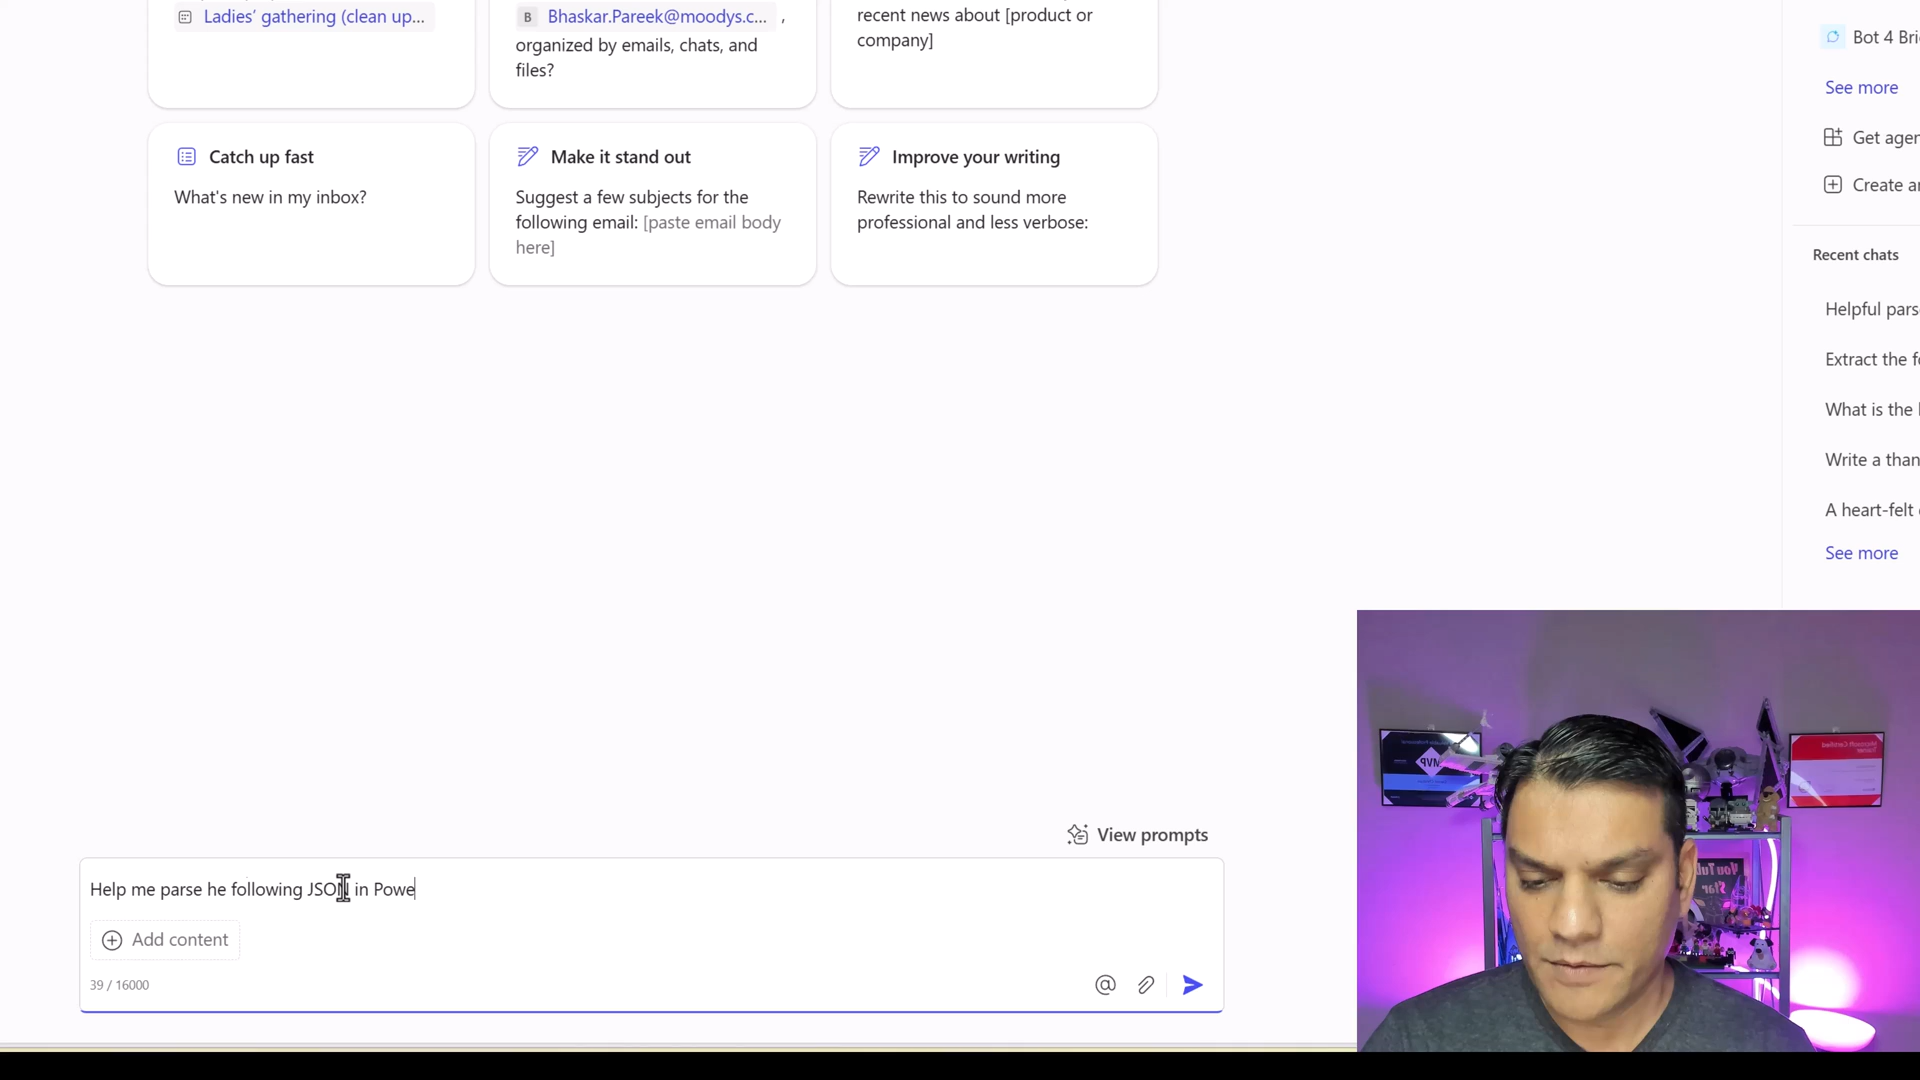 Ladies' gathering (clean up...
B Bhaskar.Pareek@moodys.c... ,
organized by emails, chats, and
files?
recent news about [product or
company]
Catch up fast
What's new in my inbox?
Make it stand out
Suggest a few subjects for the
following email: [paste email body
here]
Improve your writing
Rewrite this to sound more
professional and less verbose:
Bot 4 Bri
See more
Get agen
Create a
Recent chats
Helpful pars
Extract the f
What is the
Write a than
A heart-felt
See more
View prompts
Help me parse he following JSON in Powe
Add content
39 / 16000
MVP
YouTube
Star